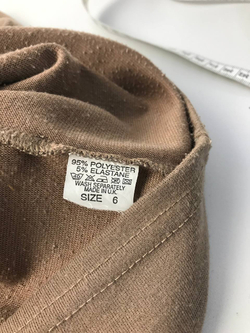 95% POLYESTER
5% ELASTANE
WASH SEPARATELY
MADE IN U.K.
SIZE 6